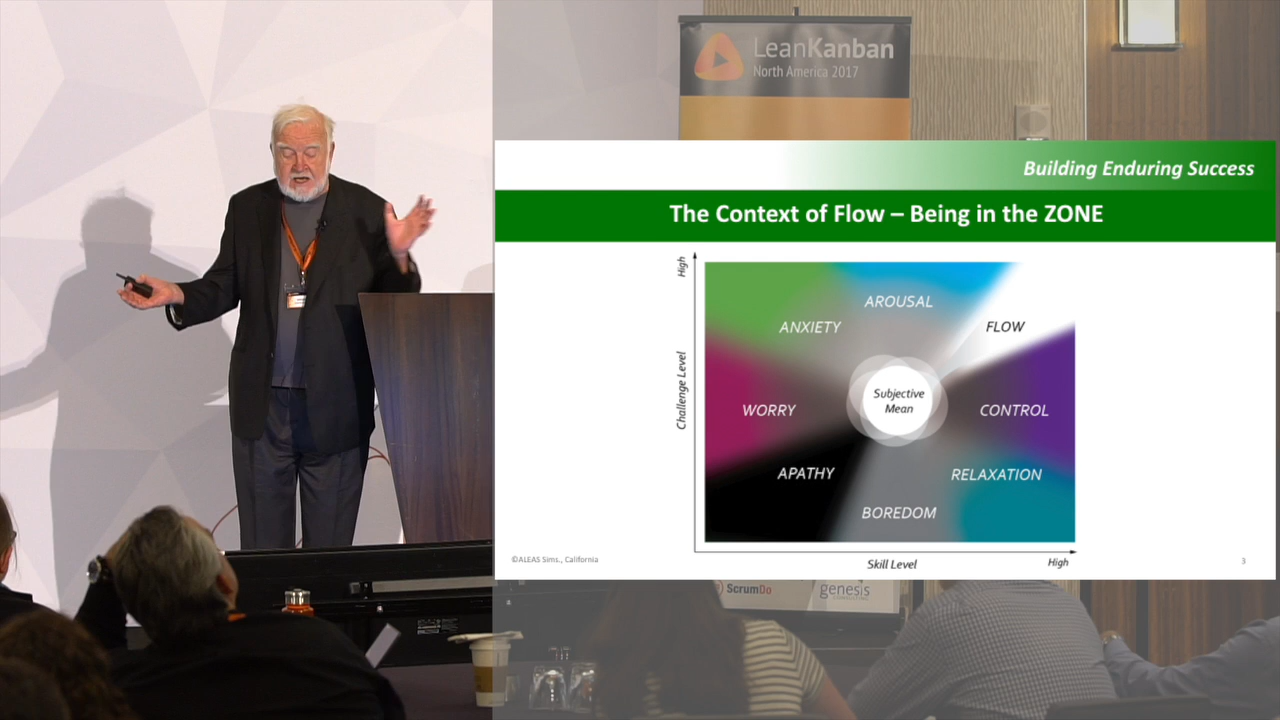 LeanKanban
North America 2017
Building Enduring Success
The Context of Flow – Being in the ZONE
High
Challenge Level
AROUSAL
ANXIETY
FLOW
Subjective
Mean
WORRY
CONTROL
APATHY
RELAXATION
BOREDOM
Skill Level
High
©ALEAS Sims., California
3
ScrumDo
genesis